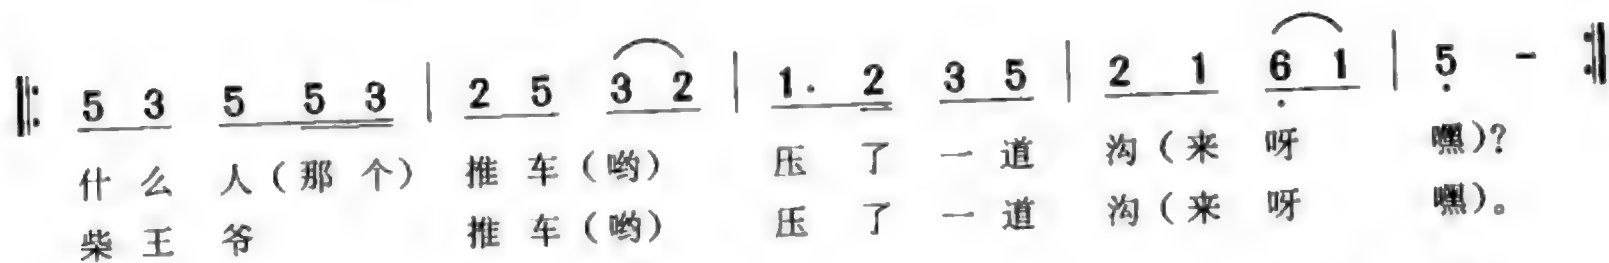 ‖: 5 3 5 5 3 | 2 5 3 2 | 1. 2 3 5 | 2 1 6̣ 1 | 5̣ - :‖
什么人(那个) 推车(哟) 压了一道沟(来呀嘿)?
柴王爷 推车(哟) 压了一道沟(来呀嘿)。